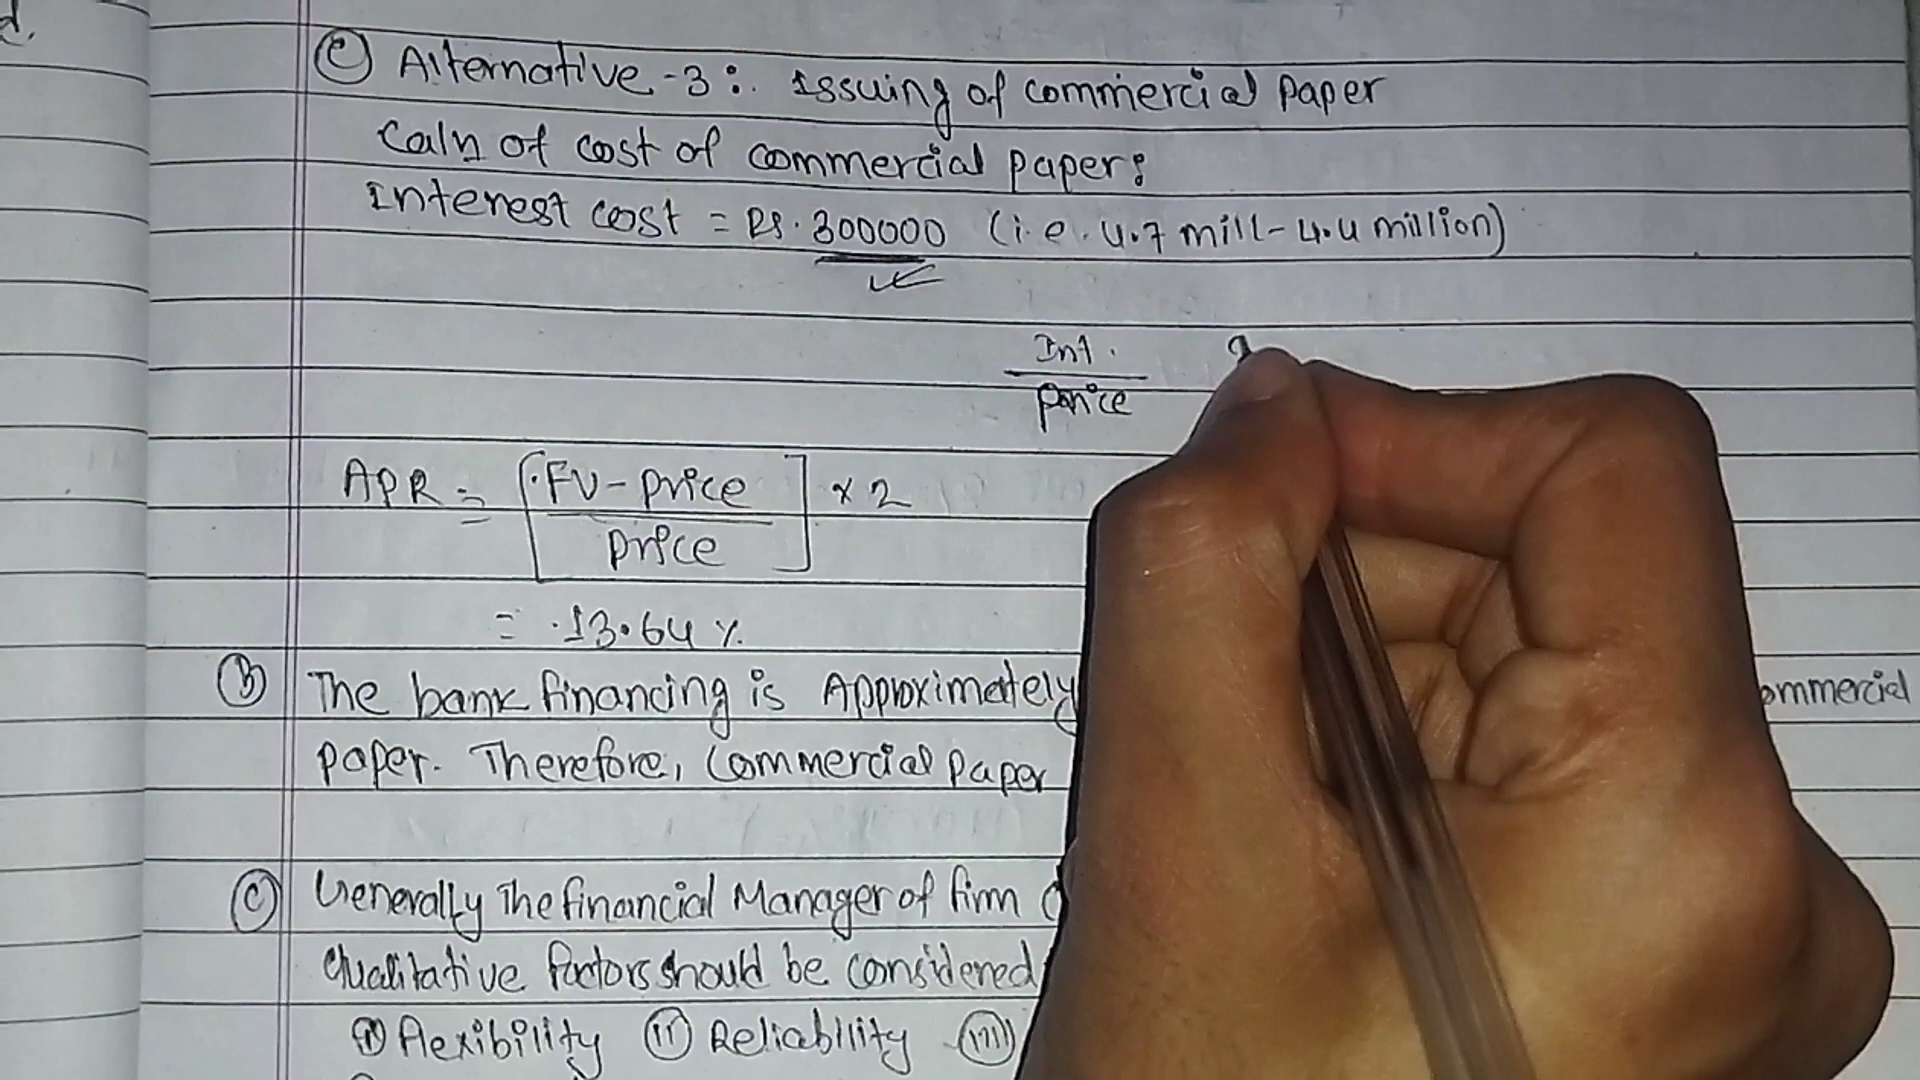 d.
(C) Alternative-3:. Issuing of commercial paper
Caln of cost of commercial paper:
Interest cost = Rs. 300000 (i.e. 4.7 mill-4.4 million)
Int.
price
APR = [FV-price] x 2
price
= 13.64%
(b) The bank financing is Approximately ommercial
paper. Therefore, Commercial paper
(C) Generally The financial Manager of firm
qualitative factors should be considered
(i) flexibility (ii) Reliability (iii)